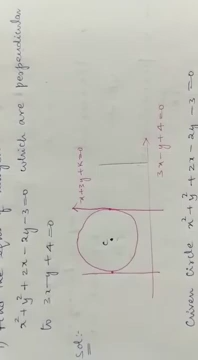 x²+y²+2x-2y-3=0 which are perpendicular
to 3x-y+4=0
Sol:-
x+3y+k=0
C
3x-y+4=0
Given circle x²+y²+2x-2y-3=0